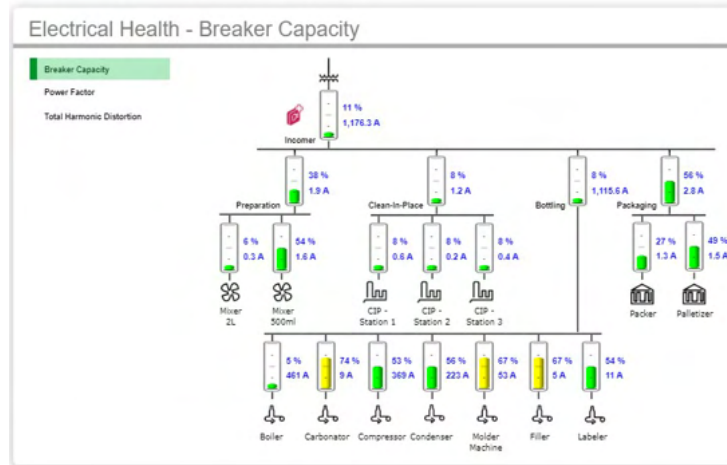 Electrical Health - Breaker Capacity
Breaker Capacity
Power Factor
Total Harmonic Distortion
11 %
1,176.3 A
Incomer
38 %
1.9 A
Preparation
8 %
1.2 A
Clean-In-Place
8 %
1,115.6 A
Bottling
56 %
2.8 A
Packaging
6 %
0.3 A
54 %
1.6 A
8 %
0.6 A
8 %
0.2 A
8 %
0.4 A
27 %
1.3 A
49 %
1.5 A
Mixer
2L
Mixer
500ml
CIP -
Station 1
CIP -
Station 2
CIP -
Station 3
Packer
Palletizer
5 %
461 A
74 %
9 A
53 %
369 A
56 %
223 A
67 %
53 A
67 %
5 A
54 %
11 A
Boiler
Carbonator
Compressor
Condenser
Molder
Machine
Filler
Labeler